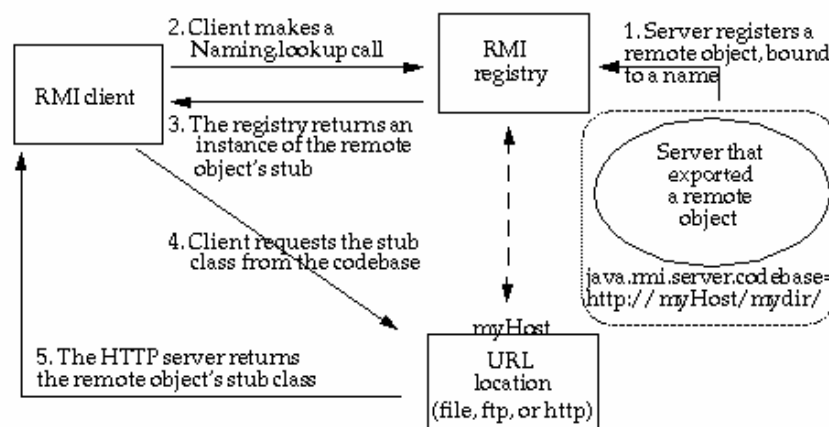 2. Client makes a
Naming.lookup call
RMI client
RMI
registry
1. Server registers a
remote object, bound
to a name
3. The registry returns an
instance of the remote
object's stub
Server that
exported
a remote
object
java.rmi.server.codebase=
http://myHost/mydir/
4. Client requests the stub
class from the codebase
myHost
URL
location
(file, ftp, or http)
5. The HTTP server returns
the remote object's stub class